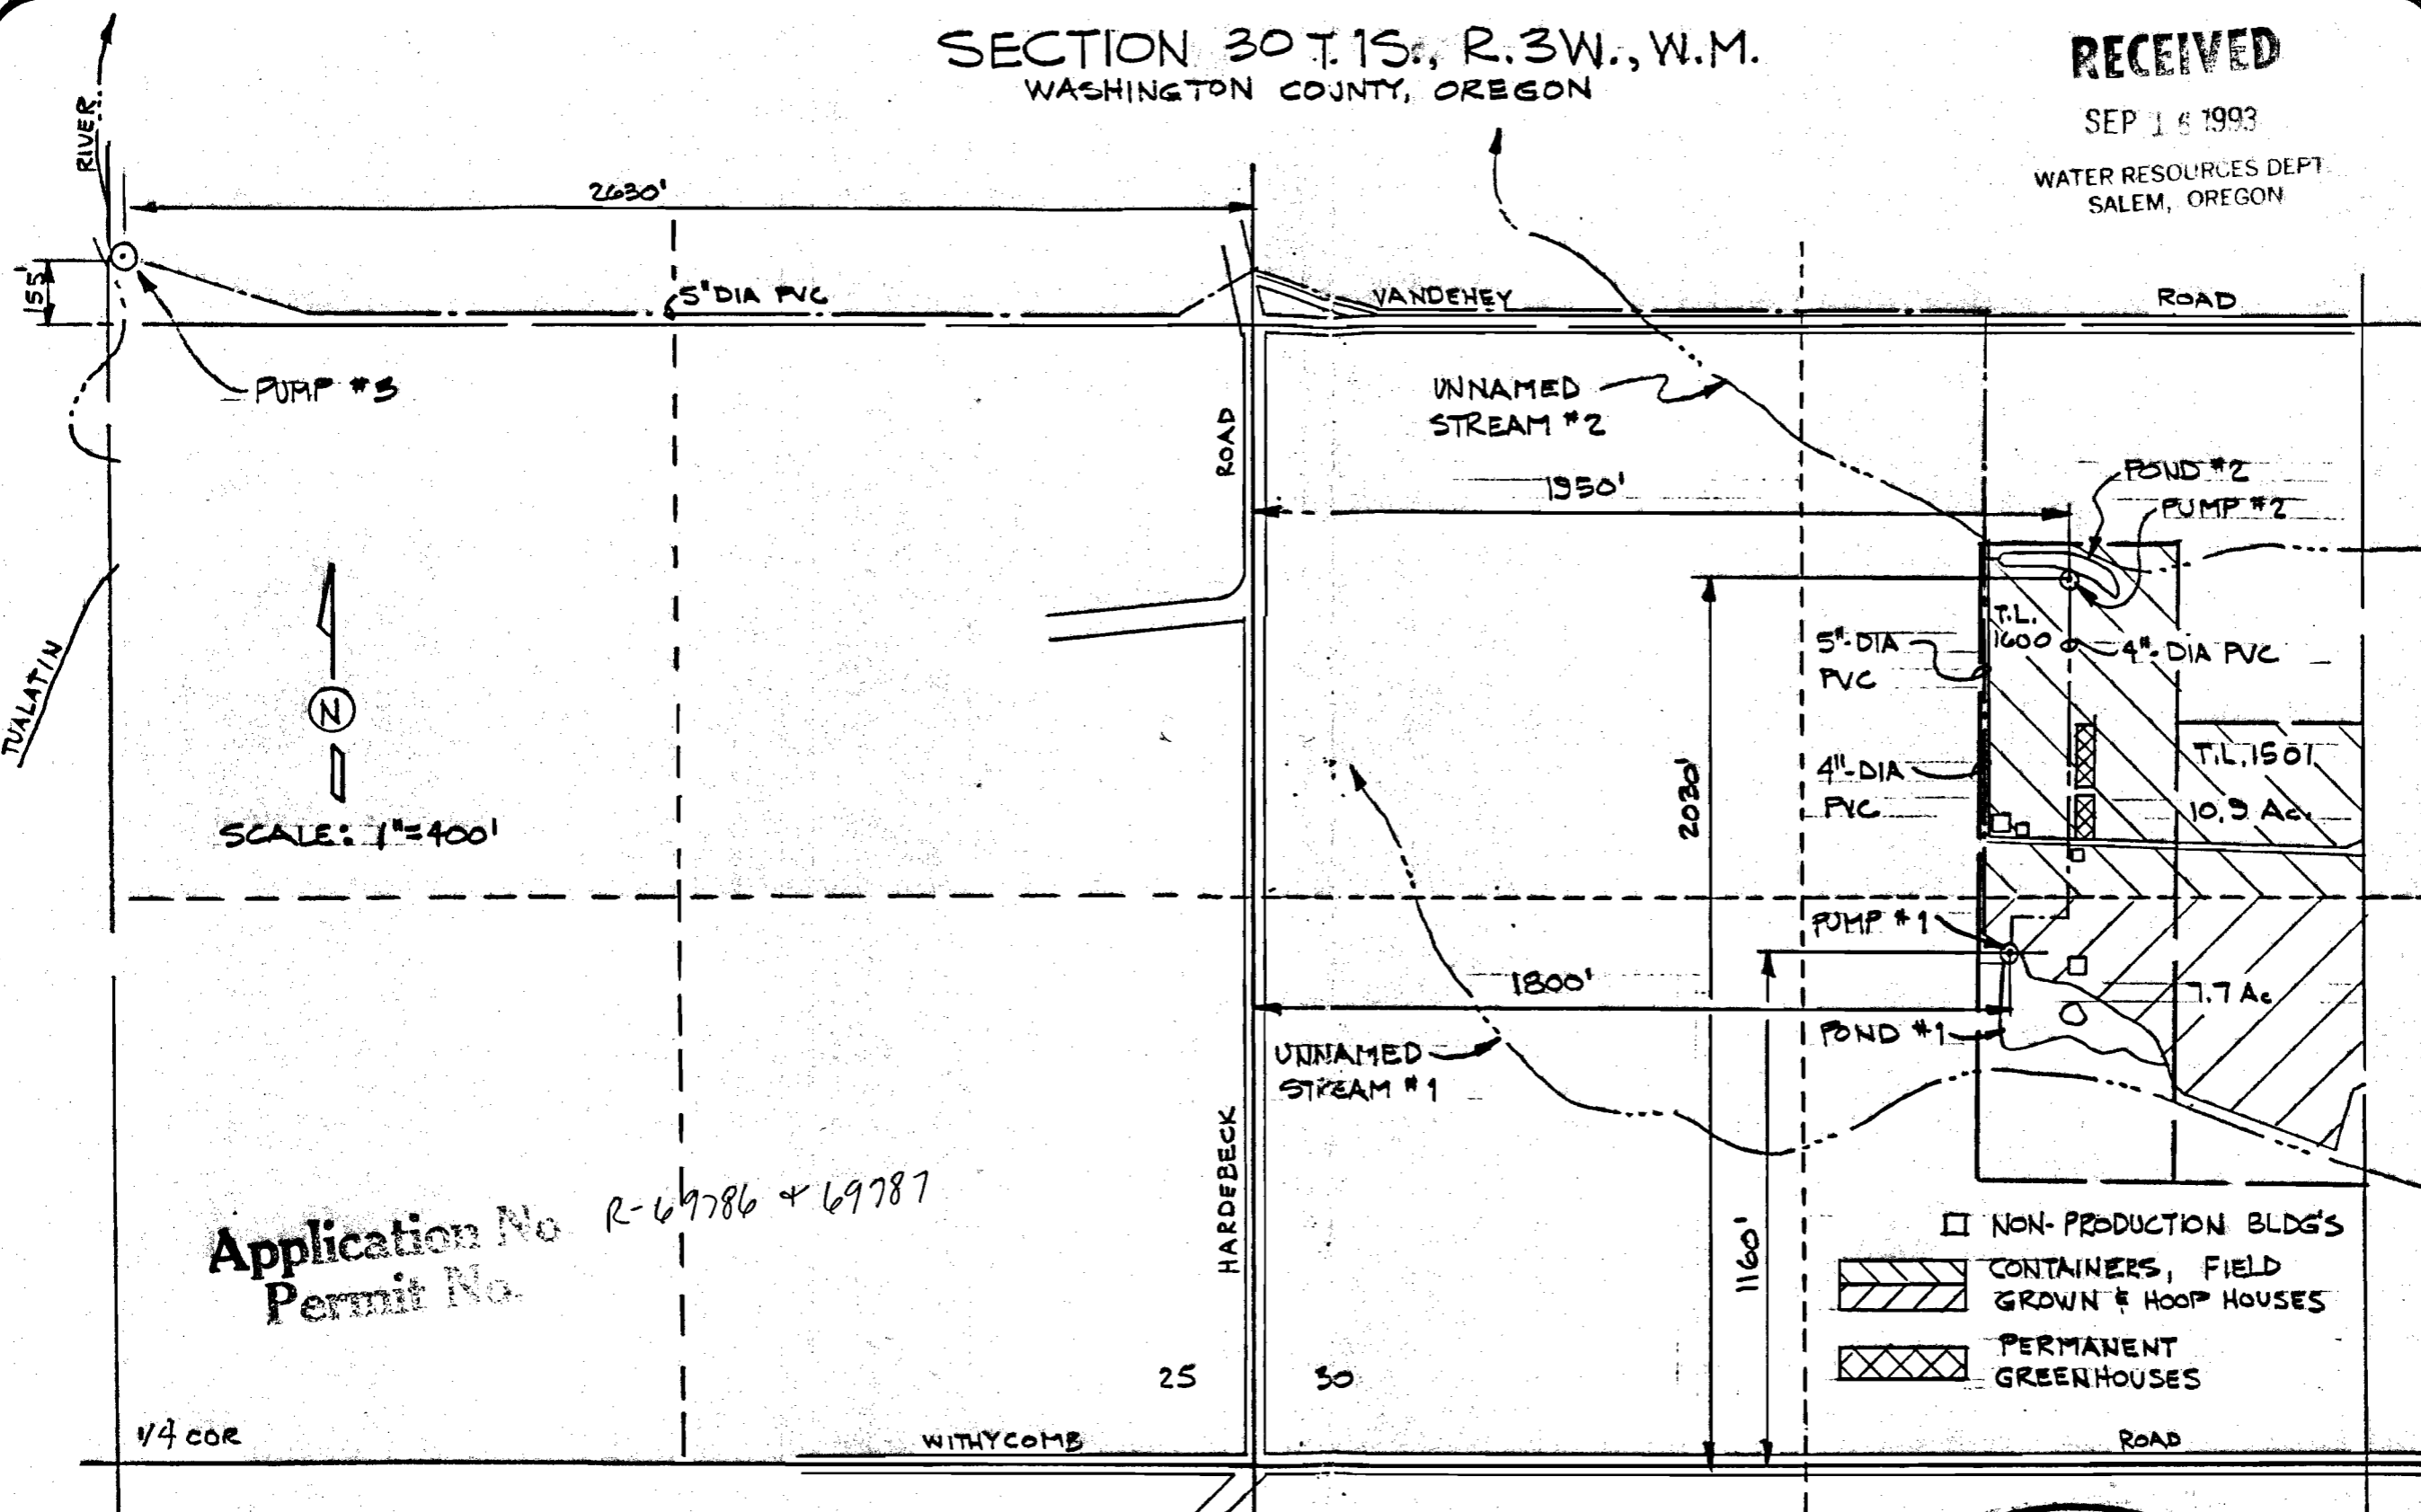 SECTION 30 T.1S., R.3W., W.M.
WASHINGTON COUNTY, OREGON
RECEIVED
SEP 16 1993
WATER RESOURCES DEPT.
SALEM, OREGON
RIVER
2630'
155'
5" DIA PVC
VANDEHEY
ROAD
PUMP #3
UNNAMED
STREAM #2
ROAD
1950'
POND #2
PUMP #2
T.L.
1600
5"-DIA
PVC
4"-DIA PVC
TUALATIN
N
SCALE: 1"=400'
2030'
4"-DIA
PVC
T.L. 1501
10.9 Ac.
PUMP #1
1800'
7.7 Ac
POND #1
UNNAMED
STREAM #1
HARDEBECK
1160'
R-69786 + 69787
Application No
Permit No.
NON-PRODUCTION BLDG'S
CONTAINERS, FIELD
GROWN & HOOP HOUSES
PERMANENT
GREENHOUSES
25
30
1/4 COR
WITHYCOMB
ROAD